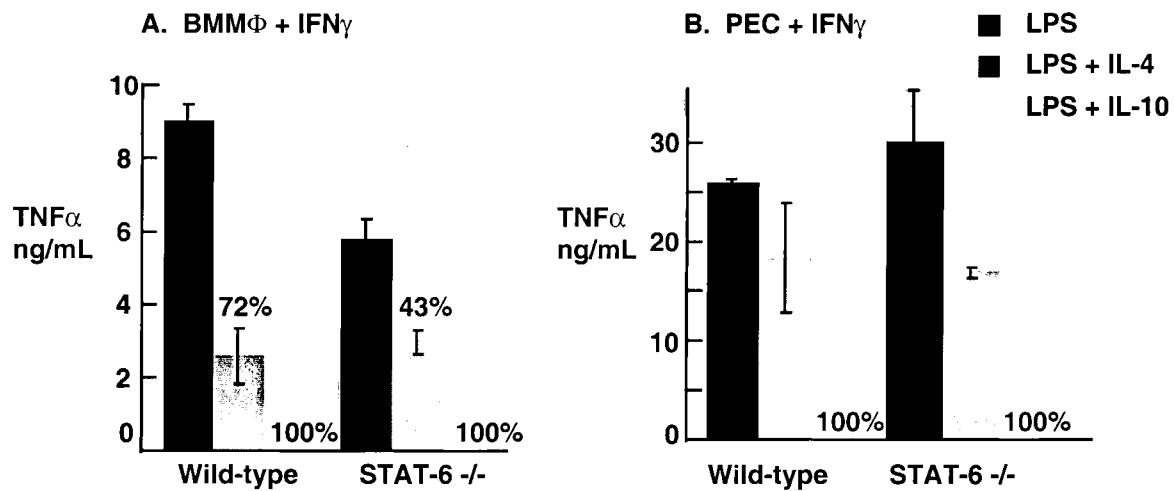 A. BMMΦ + IFNγ
10
8
6
4
2
0
TNFα
ng/mL
72%
100%
43%
100%
Wild-type
STAT-6 -/-
B. PEC + IFNγ
30
20
10
0
TNFα
ng/mL
100%
100%
Wild-type
STAT-6 -/-
LPS
LPS + IL-4
LPS + IL-10